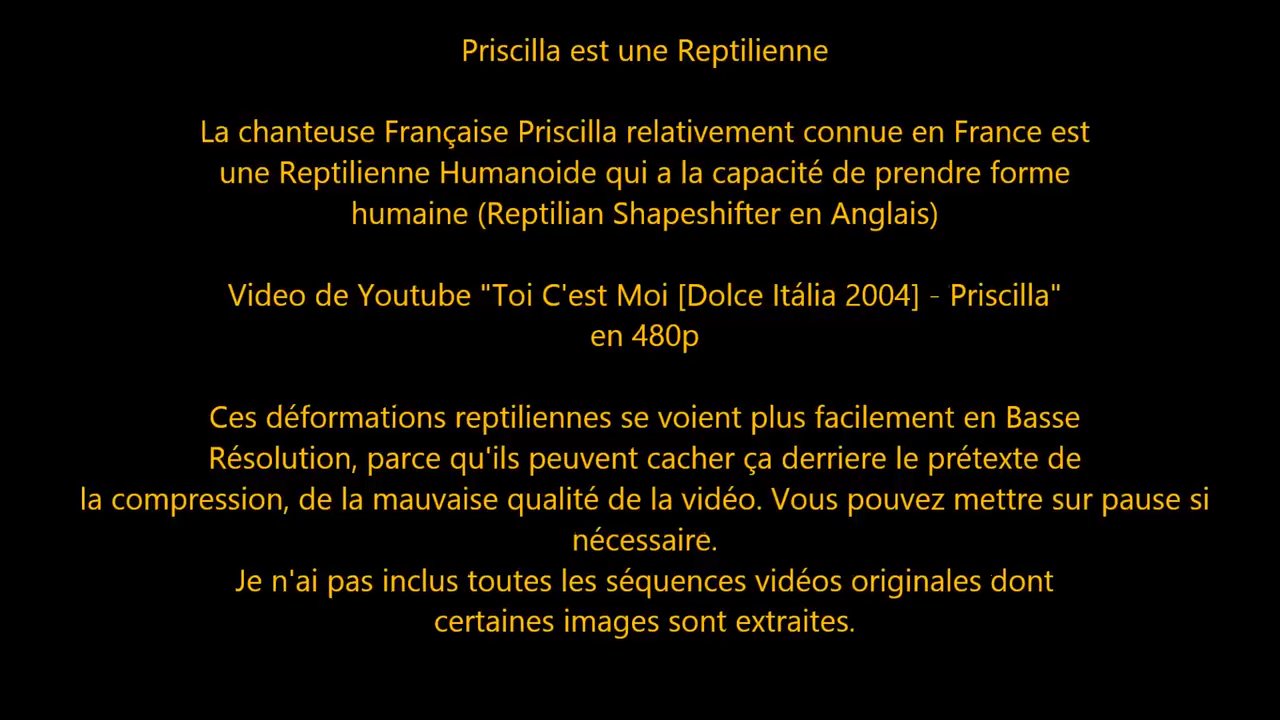 Priscilla est une Reptilienne
La chanteuse Française Priscilla relativement connue en France est
une Reptilienne Humanoide qui a la capacité de prendre forme
humaine (Reptilian Shapeshifter en Anglais)
Video de Youtube "Toi C'est Moi [Dolce Itália 2004] - Priscilla"
en 480p
Ces déformations reptiliennes se voient plus facilement en Basse
Résolution, parce qu'ils peuvent cacher ça derriere le prétexte de
la compression, de la mauvaise qualité de la vidéo. Vous pouvez mettre sur pause si
nécessaire.
Je n'ai pas inclus toutes les séquences vidéos originales dont
certaines images sont extraites.